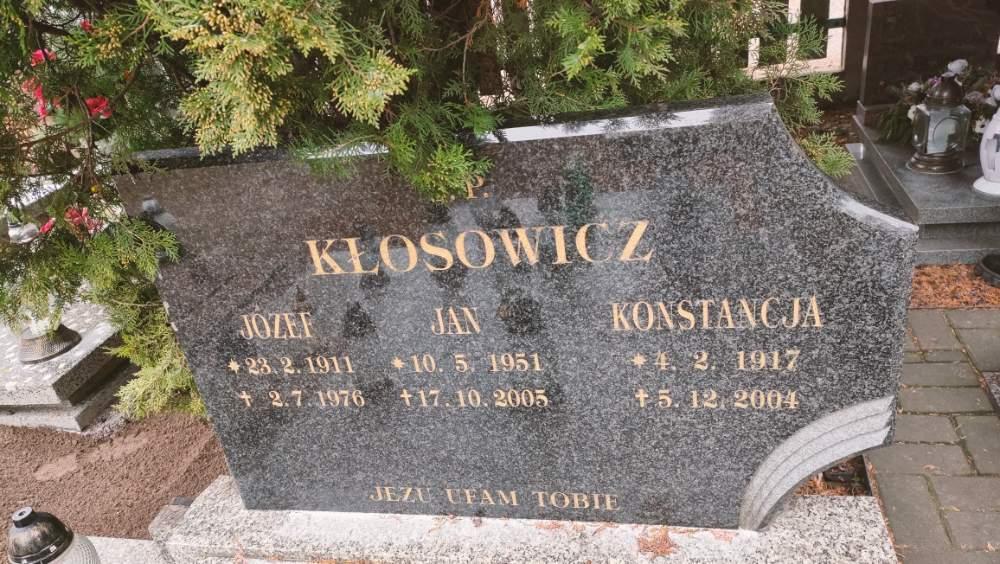 P.
KŁOSOWICZ
JÓZEF JAN KONSTANCJA
* 23.2.1911 * 10.5.1951 * 4.2.1917
† 2.7.1976 † 17.10.2005 † 5.12.2004
JEZU UFAM TOBIE